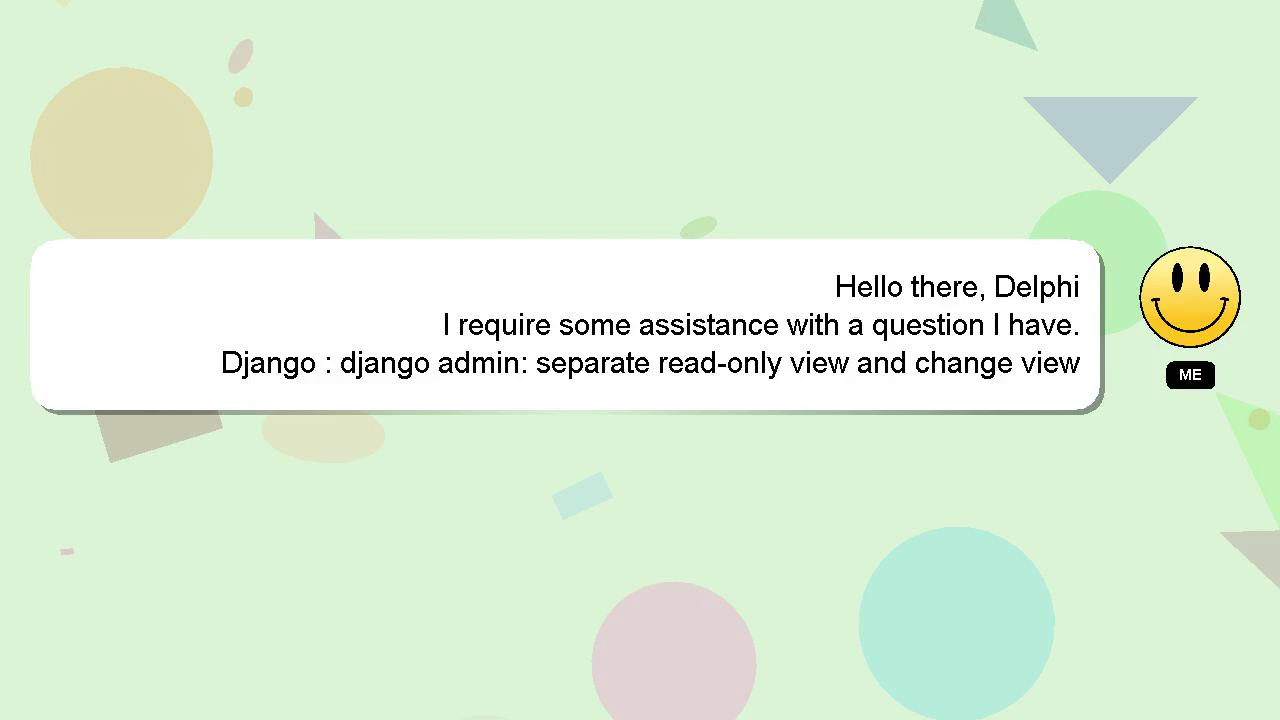 Hello there, Delphi
I require some assistance with a question I have.
Django : django admin: separate read-only view and change view
ME